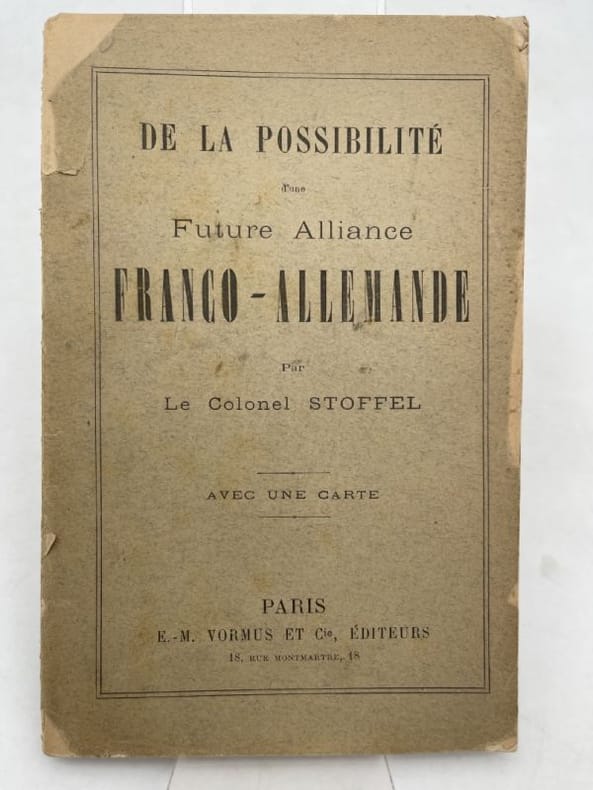 DE LA POSSIBILITÉ
d'une
Future Alliance
FRANCO-ALLEMANDE
Par
Le Colonel STOFFEL
AVEC UNE CARTE
PARIS
E.-M. VORMUS ET Cie, ÉDITEURS
18, RUE MONTMARTRE, 18